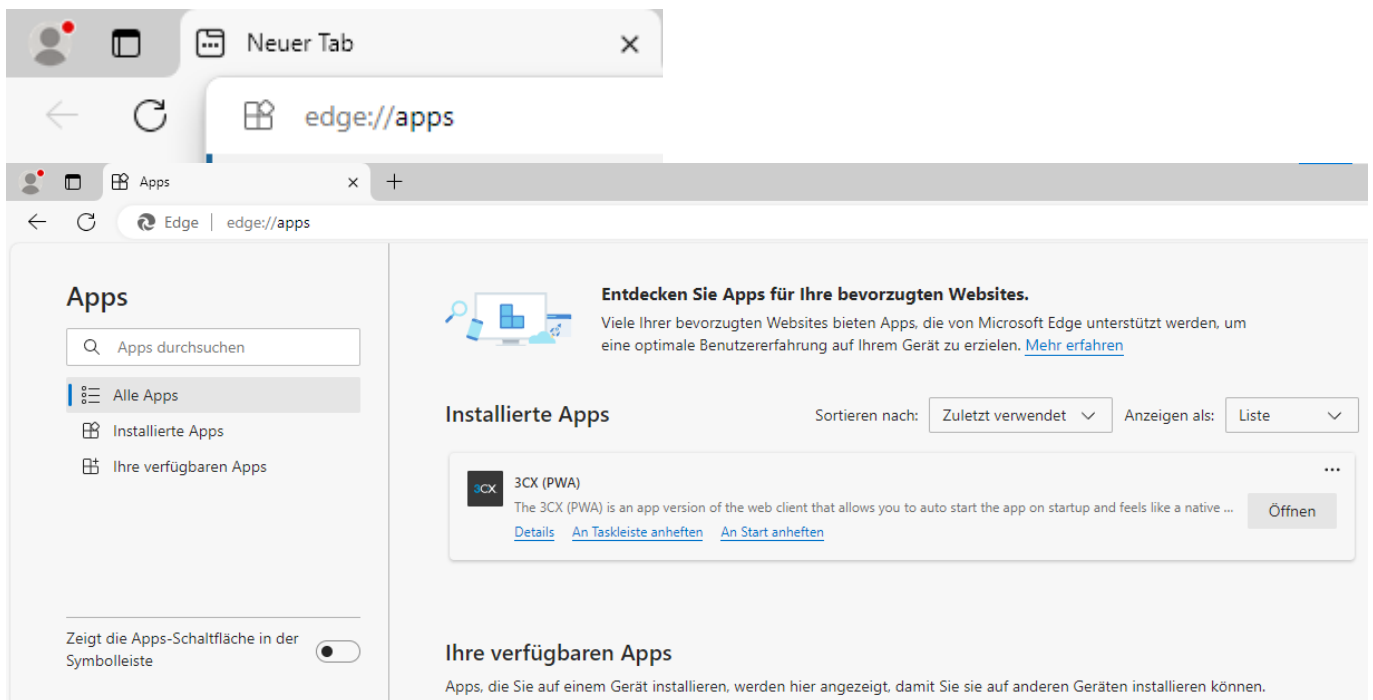 Neuer Tab
edge://apps
Apps
Edge | edge://apps
Apps
Apps durchsuchen
Alle Apps
Installierte Apps
Ihre verfügbaren Apps
Zeigt die Apps-Schaltfläche in der
Symbolleiste
Entdecken Sie Apps für Ihre bevorzugten Websites.
Viele Ihrer bevorzugten Websites bieten Apps, die von Microsoft Edge unterstützt werden, um
eine optimale Benutzererfahrung auf Ihrem Gerät zu erzielen. Mehr erfahren
Installierte Apps Sortieren nach: Zuletzt verwendet Anzeigen als: Liste
3CX
3CX (PWA)
The 3CX (PWA) is an app version of the web client that allows you to auto start the app on startup and feels like a native ...
Öffnen
Details An Taskleiste anheften An Start anheften
Ihre verfügbaren Apps
Apps, die Sie auf einem Gerät installieren, werden hier angezeigt, damit Sie sie auf anderen Geräten installieren können.